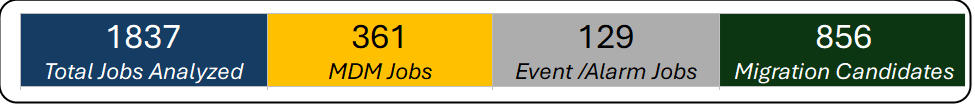 1837
Total Jobs Analyzed
361
MDM Jobs
129
Event /Alarm Jobs
856
Migration Candidates